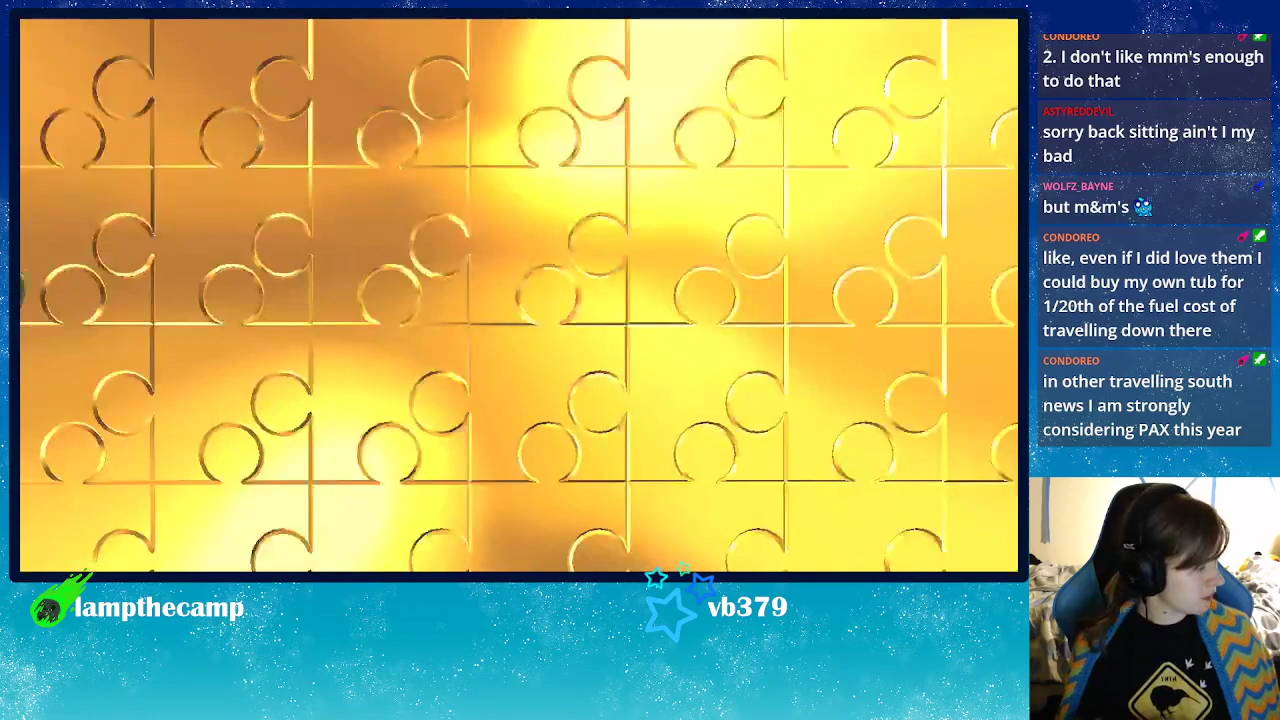 CONDOREO
2. I don't like mnm's enough
to do that
ASTYREDDEVIL
sorry back sitting ain't I my
bad
WOLFZ_BAYNE
but m&m's
CONDOREO
like, even if I did love them I
could buy my own tub for
1/20th of the fuel cost of
travelling down there
CONDOREO
in other travelling south
news I am strongly
considering PAX this year
lampthecamp
vb379